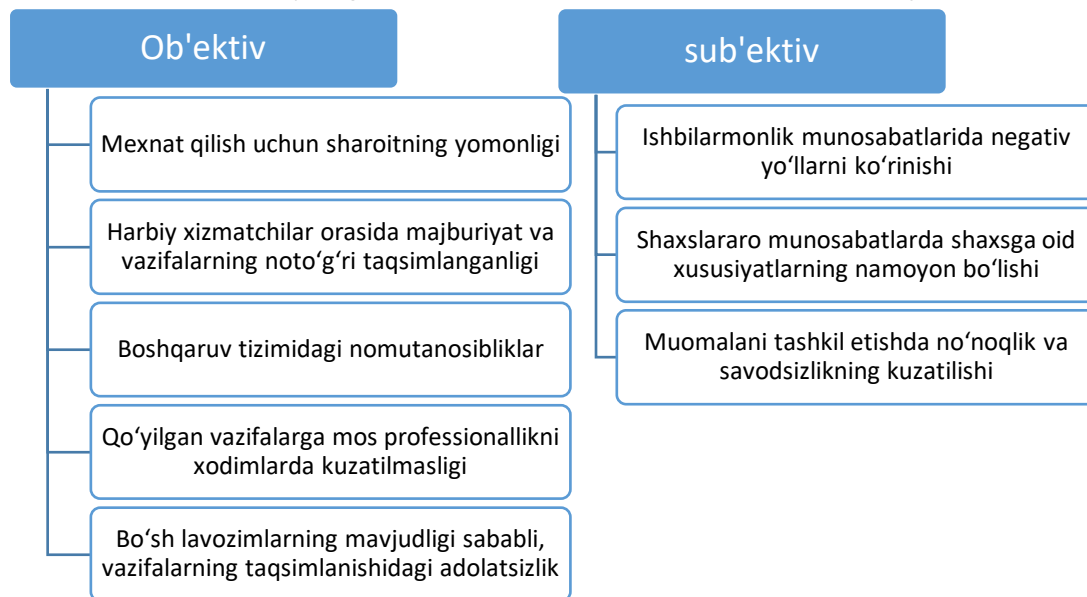 Ob'ektiv
Mexnat qilish uchun sharoitning yomonligi
Harbiy xizmatchilar orasida majburiyat va
vazifalarning noto‘g‘ri taqsimlanganligi
Boshqaruv tizimidagi nomutanosibliklar
Qo‘yilgan vazifalarga mos professionallikni
xodimlarda kuzatilmasligi
Bo‘sh lavozimlarning mavjudligi sababli,
vazifalarning taqsimlanishidagi adolatsizlik
sub'ektiv
Ishbilarmonlik munosabatlarida negativ
yo‘llarni ko‘rinishi
Shaxslararo munosabatlarda shaxsga oid
xususiyatlarning namoyon bo‘lishi
Muomalani tashkil etishda no‘noqlik va
savodsizlikning kuzatilishi